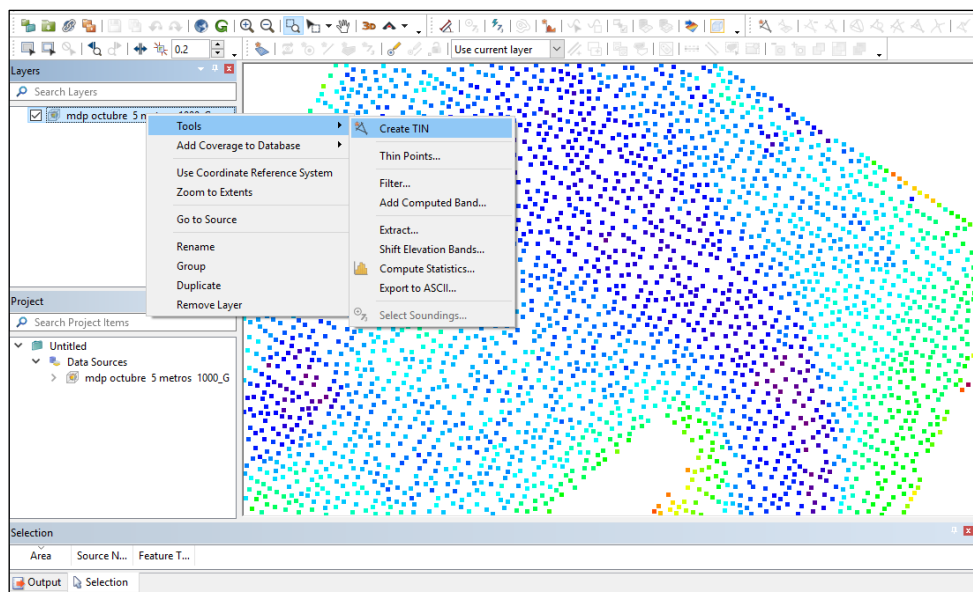 3D
0.2
Use current layer
Layers
Search Layers
mdp octubre 5 metros 1000_G
Tools
Add Coverage to Database
Use Coordinate Reference System
Zoom to Extents
Go to Source
Rename
Group
Duplicate
Remove Layer
Create TIN
Thin Points...
Filter...
Add Computed Band...
Extract...
Shift Elevation Bands...
Compute Statistics...
Export to ASCII...
Select Soundings...
Project
Search Project Items
Untitled
Data Sources
mdp octubre 5 metros 1000_G
Selection
Area Source N... Feature T...
Output Selection